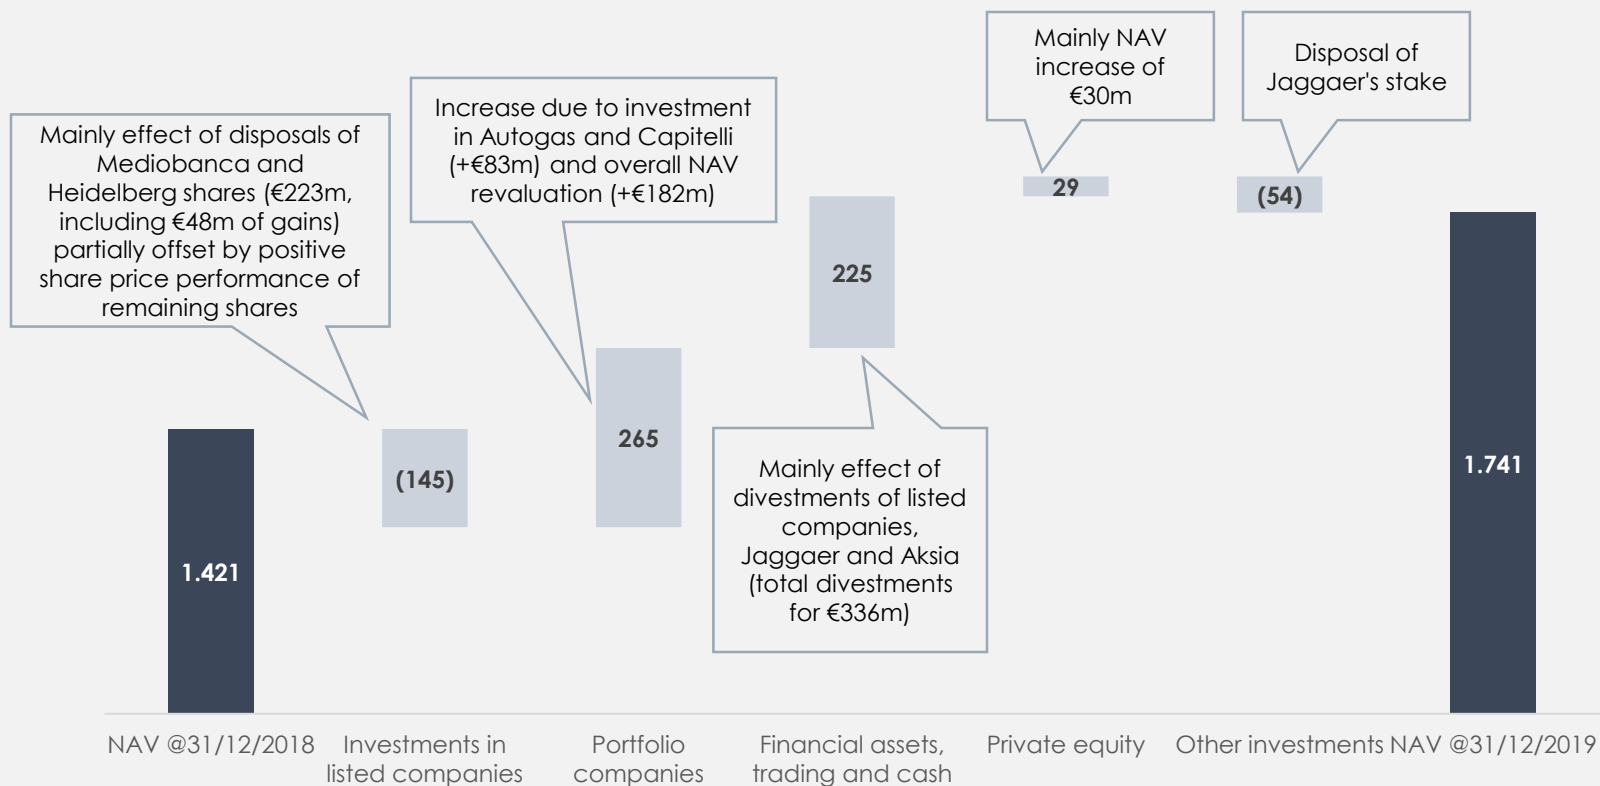 Mainly effect of disposals of
Mediobanca and
Heidelberg shares (€223m,
including €48m of gains)
partially offset by positive
share price performance of
remaining shares
Increase due to investment
in Autogas and Capitelli
(+€83m) and overall NAV
revaluation (+€182m)
Mainly NAV
increase of
€30m
Disposal of
Jaggaer's stake
Mainly effect of
divestments of listed
companies,
Jaggaer and Aksia
(total divestments
for €336m)
1.421
(145)
265
225
29
(54)
1.741
NAV @31/12/2018
Investments in
listed companies
Portfolio
companies
Financial assets,
trading and cash
Private equity
Other investments
NAV @31/12/2019